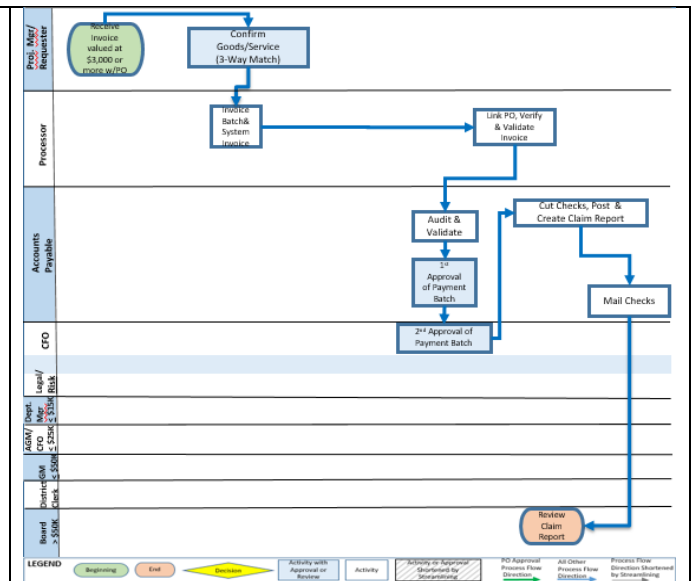 Proj. Mgr/
Requester
Receive
Invoice
valued at
$3,000 or
more w/PO
Confirm
Goods/Service
(3-Way Match)
Processor
Invoice
Batch&
System
Invoice
Link PO, Verify
& Validate
Invoice
Accounts
Payable
Audit &
Validate
1st
Approval
of Payment
Batch
Cut Checks, Post &
Create Claim Report
Mail Checks
CFO
2nd Approval of
Payment Batch
Legal/
Risk
Dept.
Mgr
≤ $15K
AGM/
CFO
≤ $25K
GM
≤ $50K
District
Clerk
Board
> $50K
Review
Claim
Report
LEGEND
Beginning
End
Decision
Activity with
Approval or
Review
Activity
Activity or Approval
Shortened by
Streamlining
PO Approval
Process Flow
Direction
All Other
Process Flow
Direction
Process Flow
Direction Shortened
by Streamlining